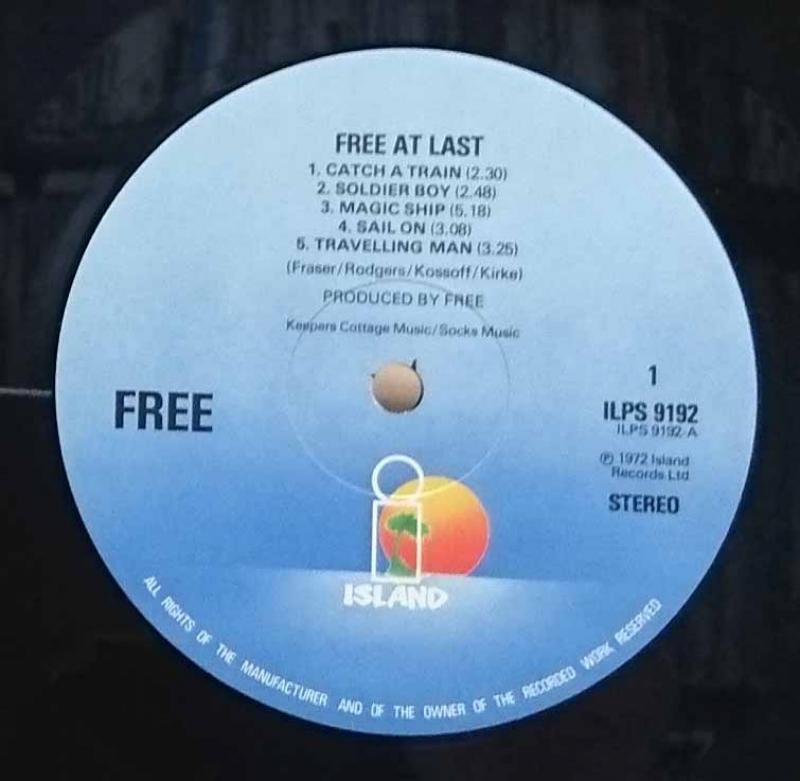 FREE AT LAST
1. CATCH A TRAIN (2.30)
2. SOLDIER BOY (2.48)
3. MAGIC SHIP (5.18)
4. SAIL ON (3.08)
5. TRAVELLING MAN (3.25)
(Fraser/Rodgers/Kossoff/Kirke)
PRODUCED BY FREE
Keepers Cottage Music/Socks Music
FREE
1
ILPS 9192
ILPS 9192 A
℗ 1972 Island
Records Ltd
STEREO
ISLAND
ALL RIGHTS OF THE MANUFACTURER AND OF THE OWNER OF THE RECORDED WORK RESERVED